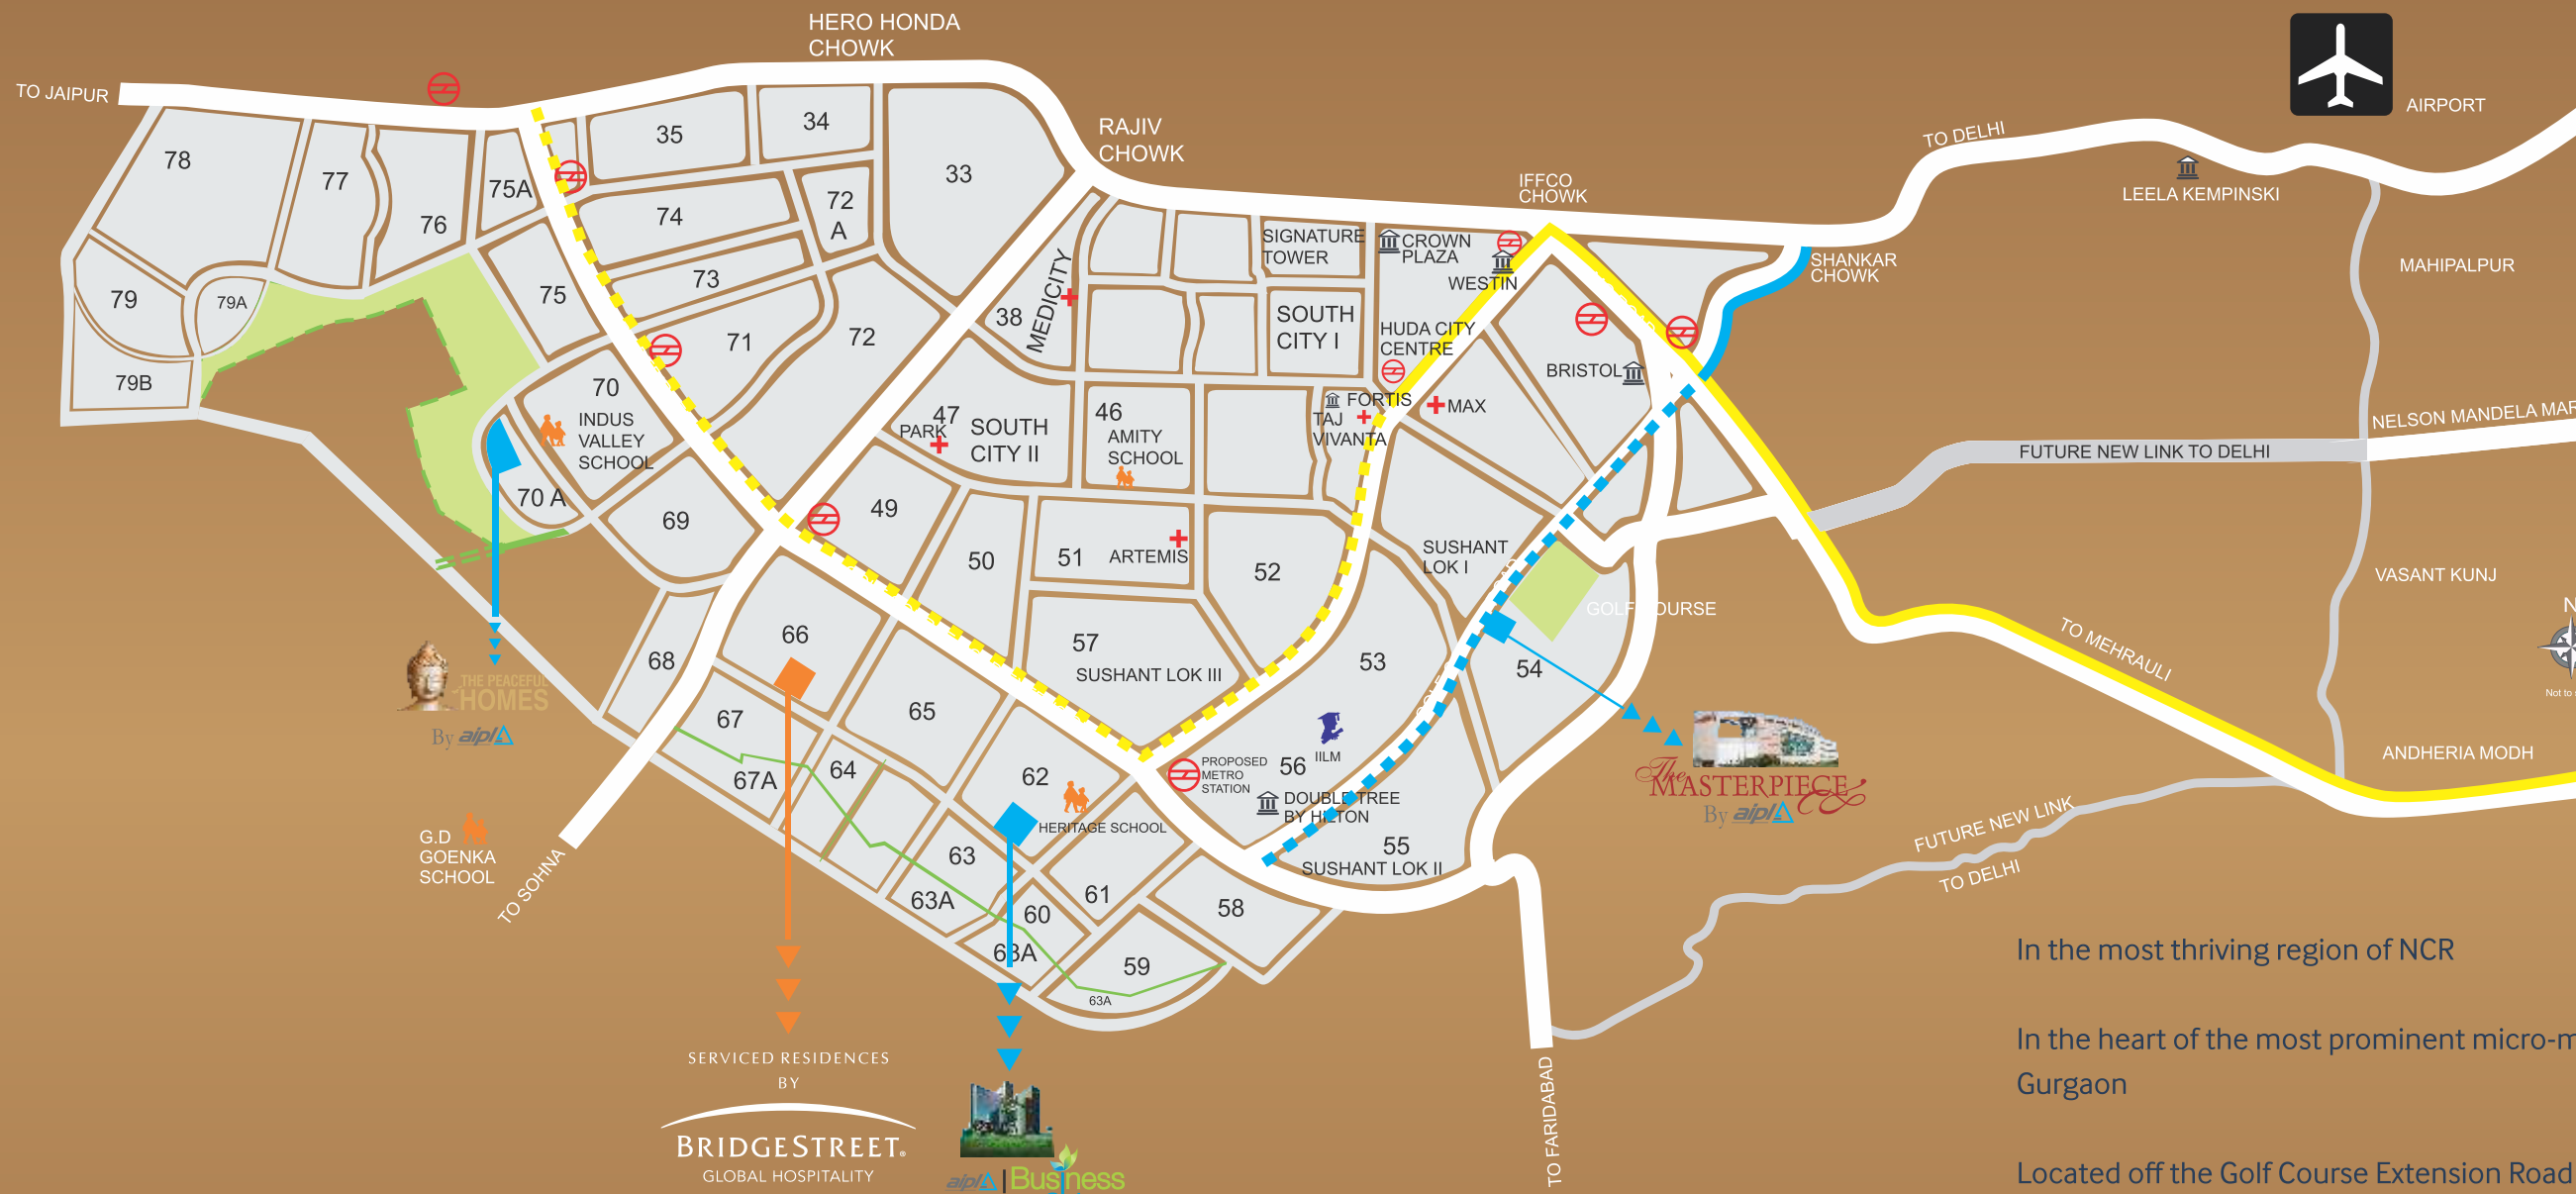 HERO HONDA
CHOWK
TO JAIPUR
AIRPORT
RAJIV
CHOWK
TO DELHI
IFFCO
CHOWK
LEELA KEMPINSKI
35
34
33
78
77
76
75A
74
72
A
73
75
71
72
79
79A
79B
38
MEDICITY
SIGNATURE
TOWER
CROWN
PLAZA
WESTIN
SHANKAR
CHOWK
MAHIPALPUR
SOUTH
CITY I
HUDA CITY
CENTRE
BRISTOL
FORTIS
TAJ
VIVANTA
MAX
NELSON MANDELA MAR
FUTURE NEW LINK TO DELHI
70
INDUS
VALLEY
SCHOOL
70 A
69
47
PARK
SOUTH
CITY II
46
AMITY
SCHOOL
49
50
51
ARTEMIS
52
SUSHANT
LOK I
VASANT KUNJ
GOLF COURSE
N
Not to
66
68
57
SUSHANT LOK III
53
54
TO MEHRAULI
67
65
67A
64
62
HERITAGE SCHOOL
PROPOSED
METRO
STATION
56
IILM
DOUBLE TREE
BY HILTON
55
SUSHANT LOK II
ANDHERIA MODH
THE PEACEFUL
HOMES
By aipl
The
MASTERPIECE
By aipl
FUTURE NEW LINK
TO DELHI
G.D
GOENKA
SCHOOL
TO SOHNA
63
63A
60
61
58
63A
59
63A
In the most thriving region of NCR
In the heart of the most prominent micro-m
Gurgaon
Located off the Golf Course Extension Road
TO FARIDABAD
SERVICED RESIDENCES
BY
BRIDGESTREET®
GLOBAL HOSPITALITY
aipl | Business